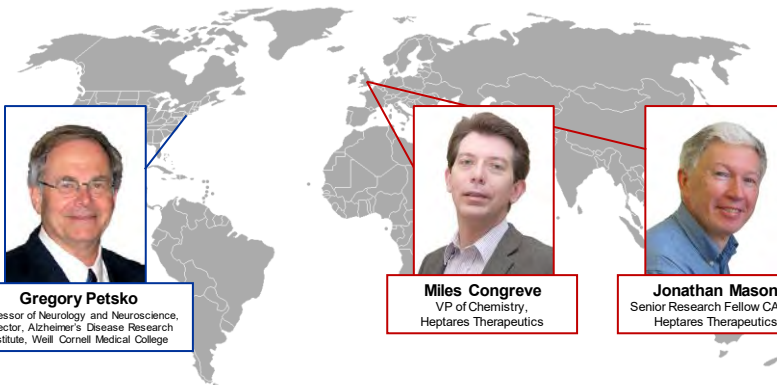 Gregory Petsko
essor of Neurology and Neuroscience,
ector, Alzheimer's Disease Research
stitute, Weill Cornell Medical College
Miles Congreve
VP of Chemistry,
Heptares Therapeutics
Jonathan Mason
Senior Research Fellow CA
Heptares Therapeutics